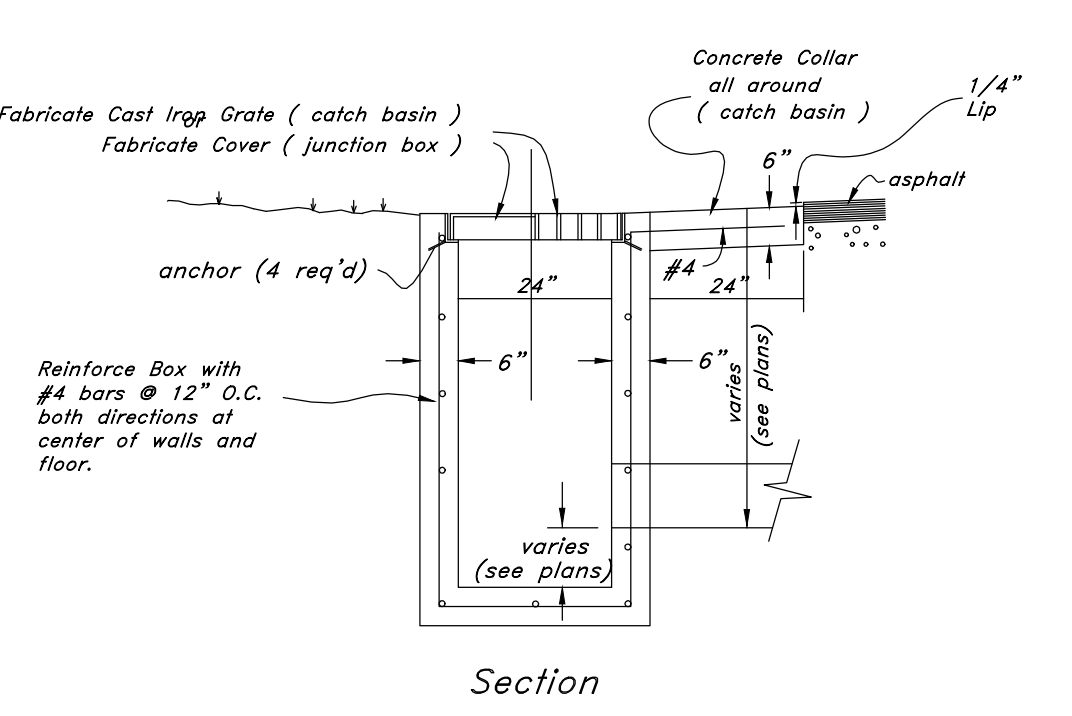 Concrete Collar
all around
( catch basin )
1/4"
Lip
Fabricate Cast Iron Grate ( catch basin )
or
Fabricate Cover ( junction box )
6"
asphalt
anchor (4 req'd)
#4
24"
24"
6"
6"
Reinforce Box with
#4 bars @ 12" O.C.
both directions at
center of walls and
floor.
varies
(see plans)
varies
(see plans)
Section